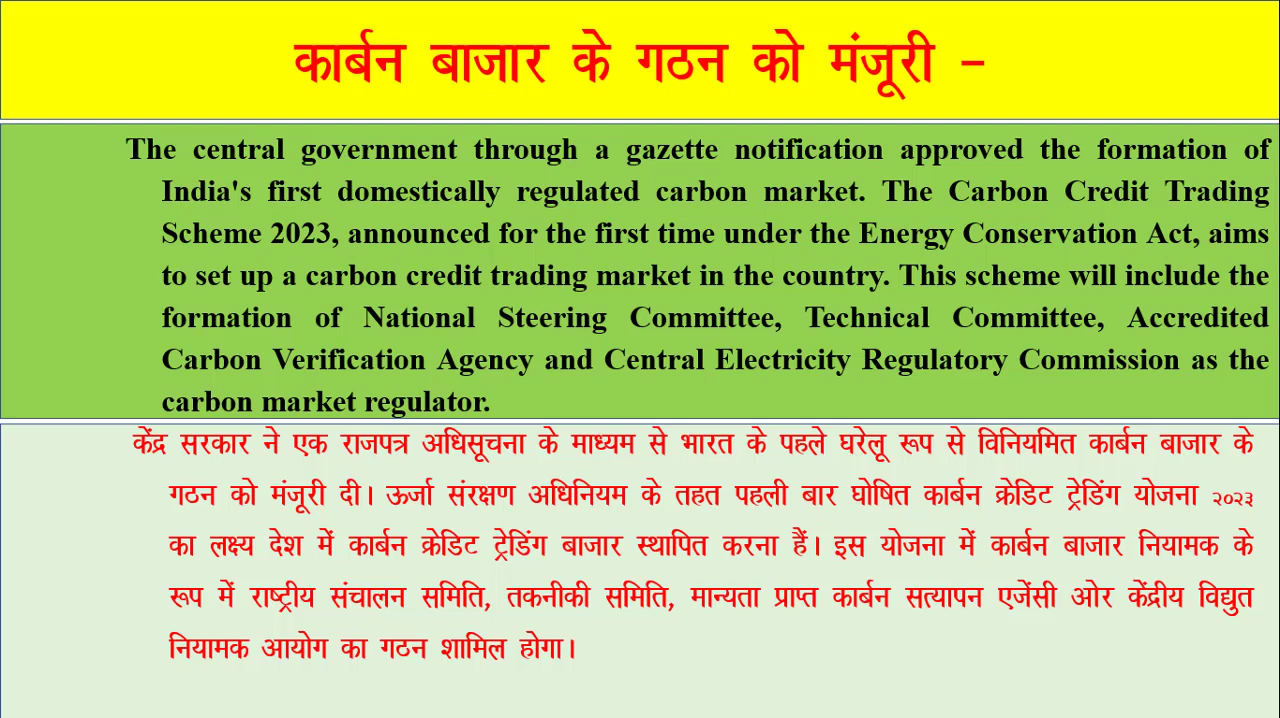 कार्बन बाजार के गठन को मंजूरी -
The central government through a gazette notification approved the formation of
India's first domestically regulated carbon market. The Carbon Credit Trading
Scheme 2023, announced for the first time under the Energy Conservation Act, aims
to set up a carbon credit trading market in the country. This scheme will include the
formation of National Steering Committee, Technical Committee, Accredited
Carbon Verification Agency and Central Electricity Regulatory Commission as the
carbon market regulator.
केंद्र सरकार ने एक राजपत्र अधिसूचना के माध्यम से भारत के पहले घरेलू रूप से विनियमित कार्बन बाजार के
गठन को मंजूरी दी। ऊर्जा संरक्षण अधिनियम के तहत पहली बार घोषित कार्बन क्रेडिट ट्रेडिंग योजना २०२३
का लक्ष्य देश में कार्बन क्रेडिट ट्रेडिंग बाजार स्थापित करना हैं। इस योजना में कार्बन बाजार नियामक के
रूप में राष्ट्रीय संचालन समिति, तकनीकी समिति, मान्यता प्राप्त कार्बन सत्यापन एजेंसी ओर केंद्रीय विद्युत
नियामक आयोग का गठन शामिल होगा।